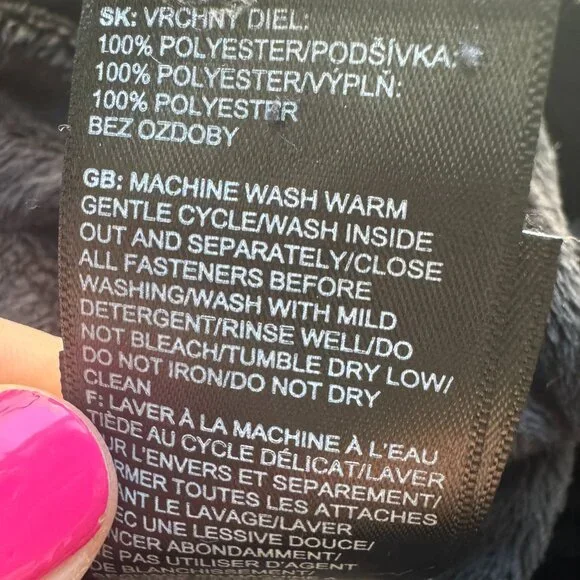 SK: VRCHNÝ DIEL:
100% POLYESTER/PODŠÍVKA:
100% POLYESTER/VÝPLŇ:
100% POLYESTER
BEZ OZDOBY
GB: MACHINE WASH WARM
GENTLE CYCLE/WASH INSIDE
OUT AND SEPARATELY/CLOSE
ALL FASTENERS BEFORE
WASHING/WASH WITH MILD
DETERGENT/RINSE WELL/DO
NOT BLEACH/TUMBLE DRY LOW/
DO NOT IRON/DO NOT DRY
CLEAN
F: LAVER À LA MACHINE À L'EAU
TIÈDE AU CYCLE DÉLICAT/LAVER
L'ENVERS ET SEPAREMENT/
TOUTES LES ATTACHES
LE LAVAGE/LAVER
UNE LESSIVE DOUCE/
ABONDAMMENT/
PAS UTILISER D'AGENT
DE BLANCHISSEMENT/